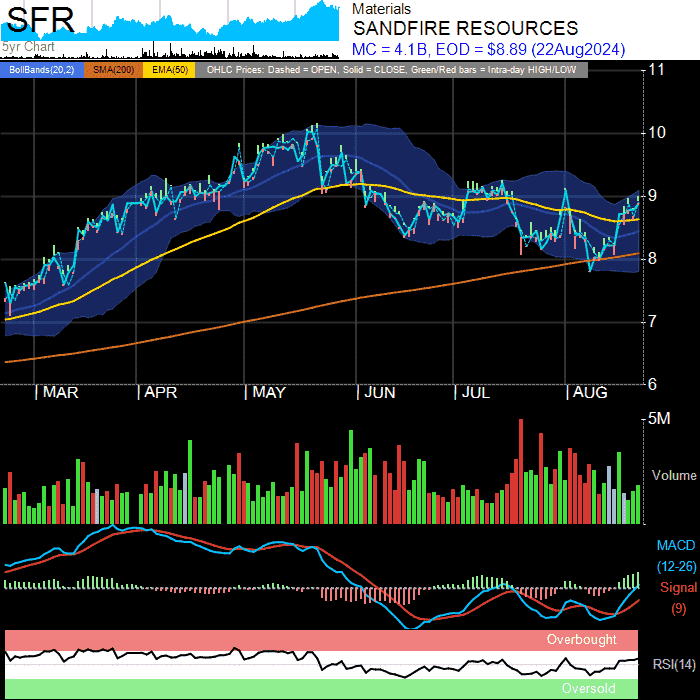 SFR
5yr Chart
Materials
SANDFIRE RESOURCES
MC = 4.1B, EOD = $8.89 (22Aug2024)
BollBands(20,2) SMA(200) EMA(50) OHLC Prices: Dashed = OPEN, Solid = CLOSE, Green/Red bars = Intra-day HIGH/LOW
11
10
9
8
7
6
| MAR | APR | MAY | JUN | JUL | AUG
5M
Volume
MACD
(12-26)
Signal
(9)
Overbought
RSI(14)
Oversold